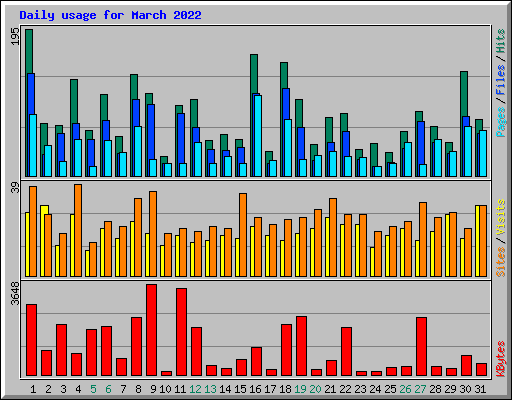 Daily usage for March 2022
195
Pages / Files / Hits
39
Sites / Visits
3648
KBytes
1 2 3 4 5 6 7 8 9 10 11 12 13 14 15 16 17 18 19 20 21 22 23 24 25 26 27 28 29 30 31